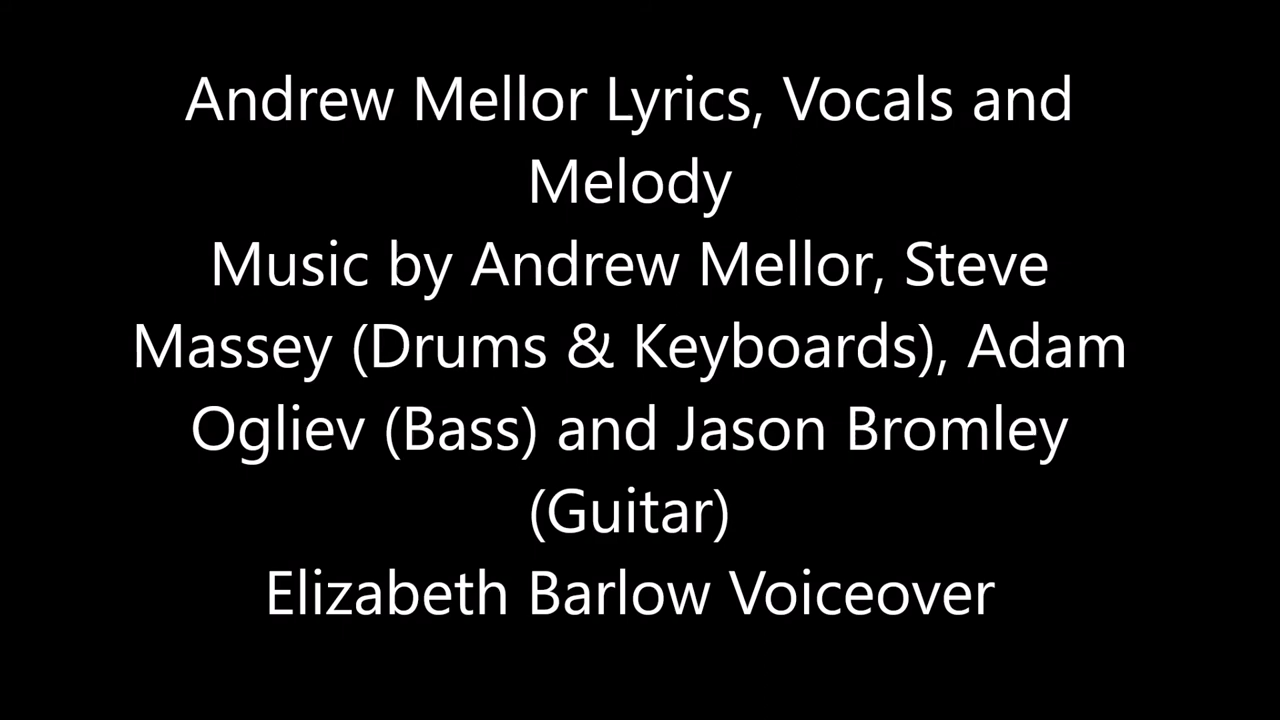 Andrew Mellor Lyrics, Vocals and
Melody
Music by Andrew Mellor, Steve
Massey (Drums & Keyboards), Adam
Ogliev (Bass) and Jason Bromley
(Guitar)
Elizabeth Barlow Voiceover